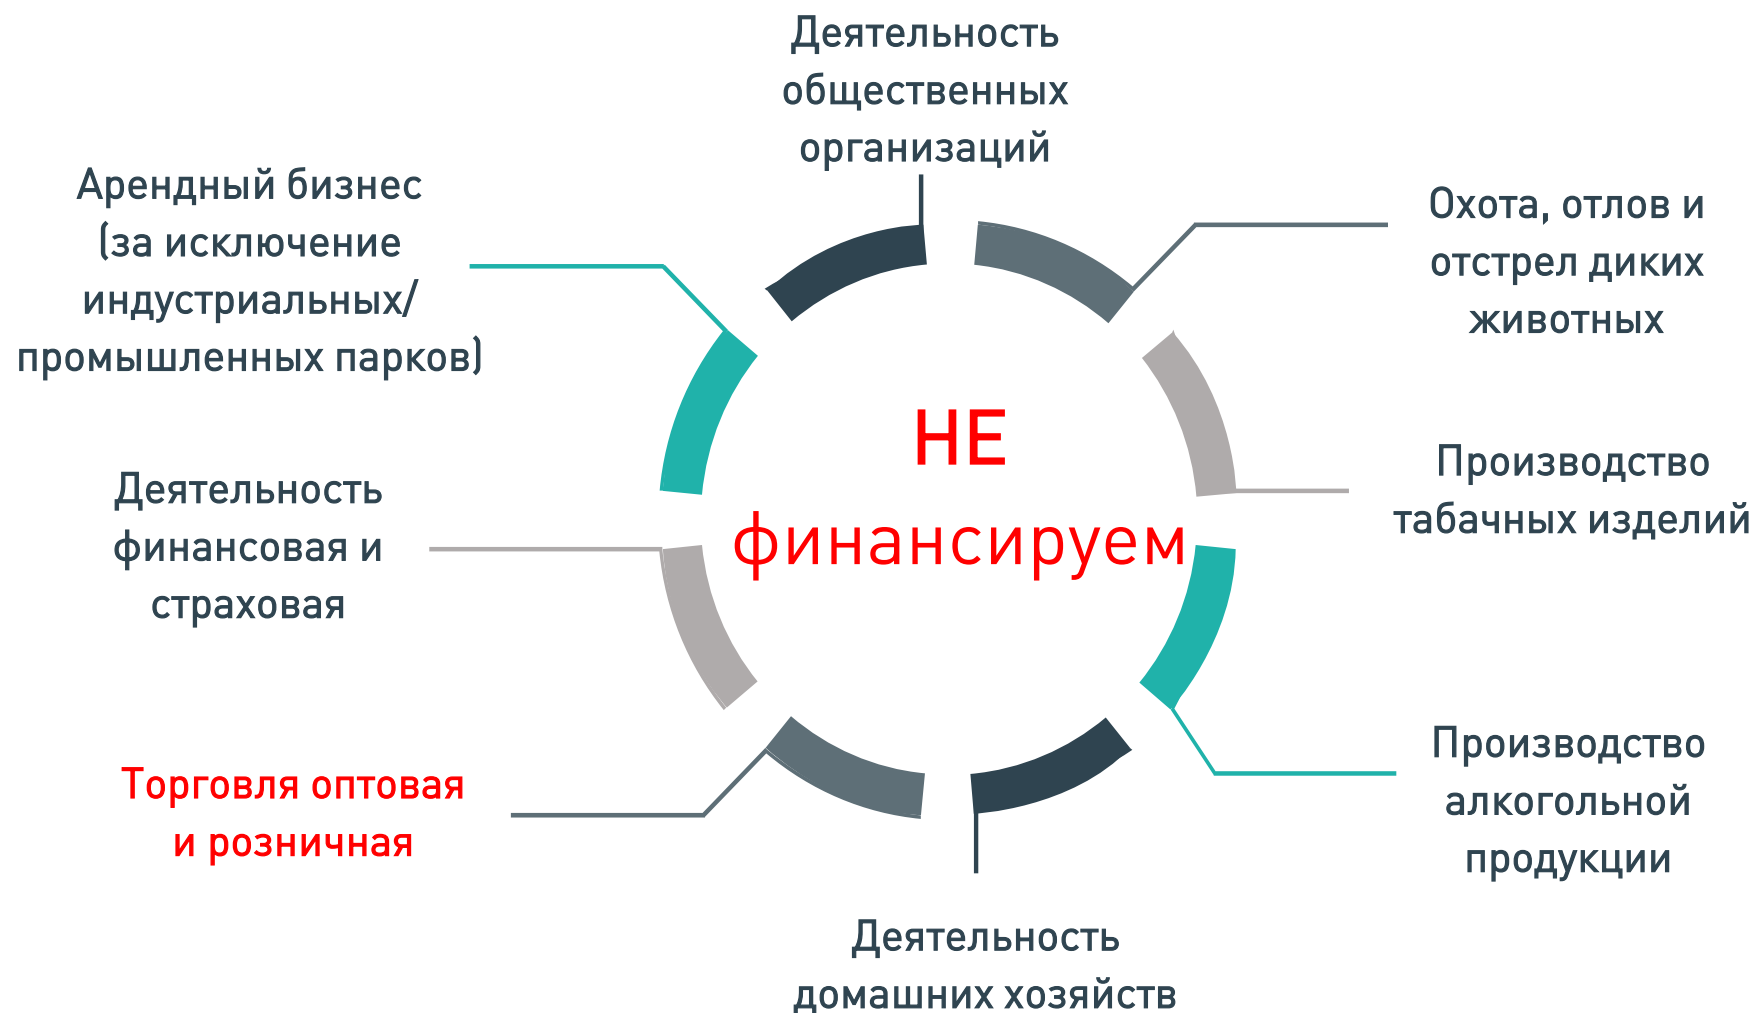 Деятельность
общественных
организаций
Арендный бизнес
(за исключение
индустриальных/
промышленных парков)
Охота, отлов и
отстрел диких
животных
НЕ
финансируем
Деятельность
финансовая и
страховая
Производство
табачных изделий
Торговля оптовая
и розничная
Производство
алкогольной
продукции
Деятельность
домашних хозяйств